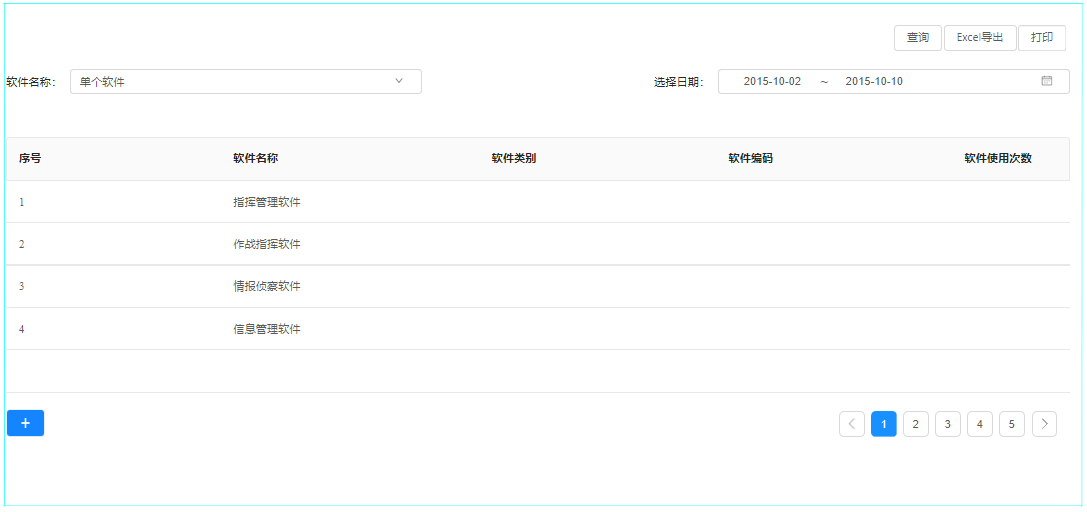 查询 Excel导出 打印
软件名称: 单个软件 选择日期: 2015-10-02 ~ 2015-10-10
序号 软件名称 软件类别 软件编码 软件使用次数
1 指挥管理软件
2 作战指挥软件
3 情报侦察软件
4 信息管理软件
+ < 1 2 3 4 5 >